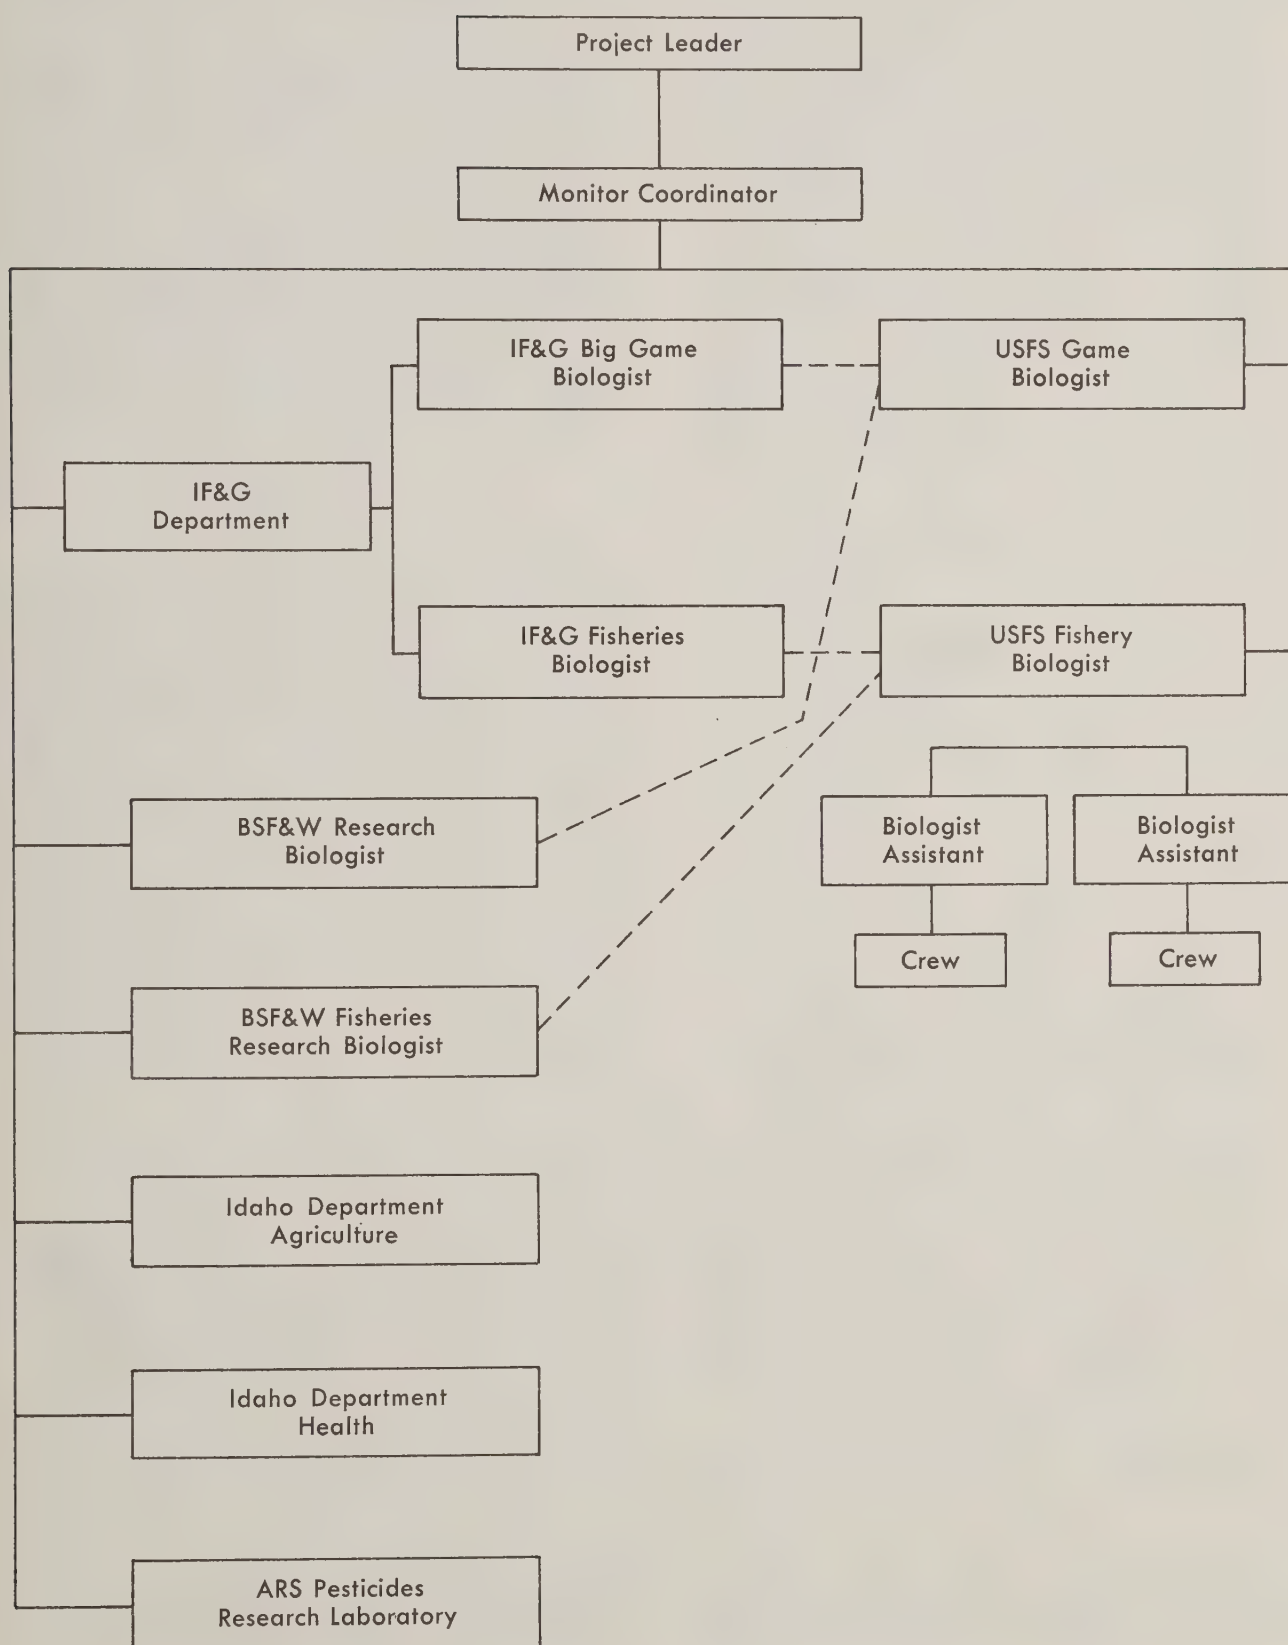 Project Leader
Monitor Coordinator
IF&G Big Game
Biologist
USFS Game
Biologist
IF&G
Department
IF&G Fisheries
Biologist
USFS Fishery
Biologist
BSF&W Research
Biologist
Biologist
Assistant
Biologist
Assistant
Crew
Crew
BSF&W Fisheries
Research Biologist
Idaho Department
Agriculture
Idaho Department
Health
ARS Pesticides
Research Laboratory